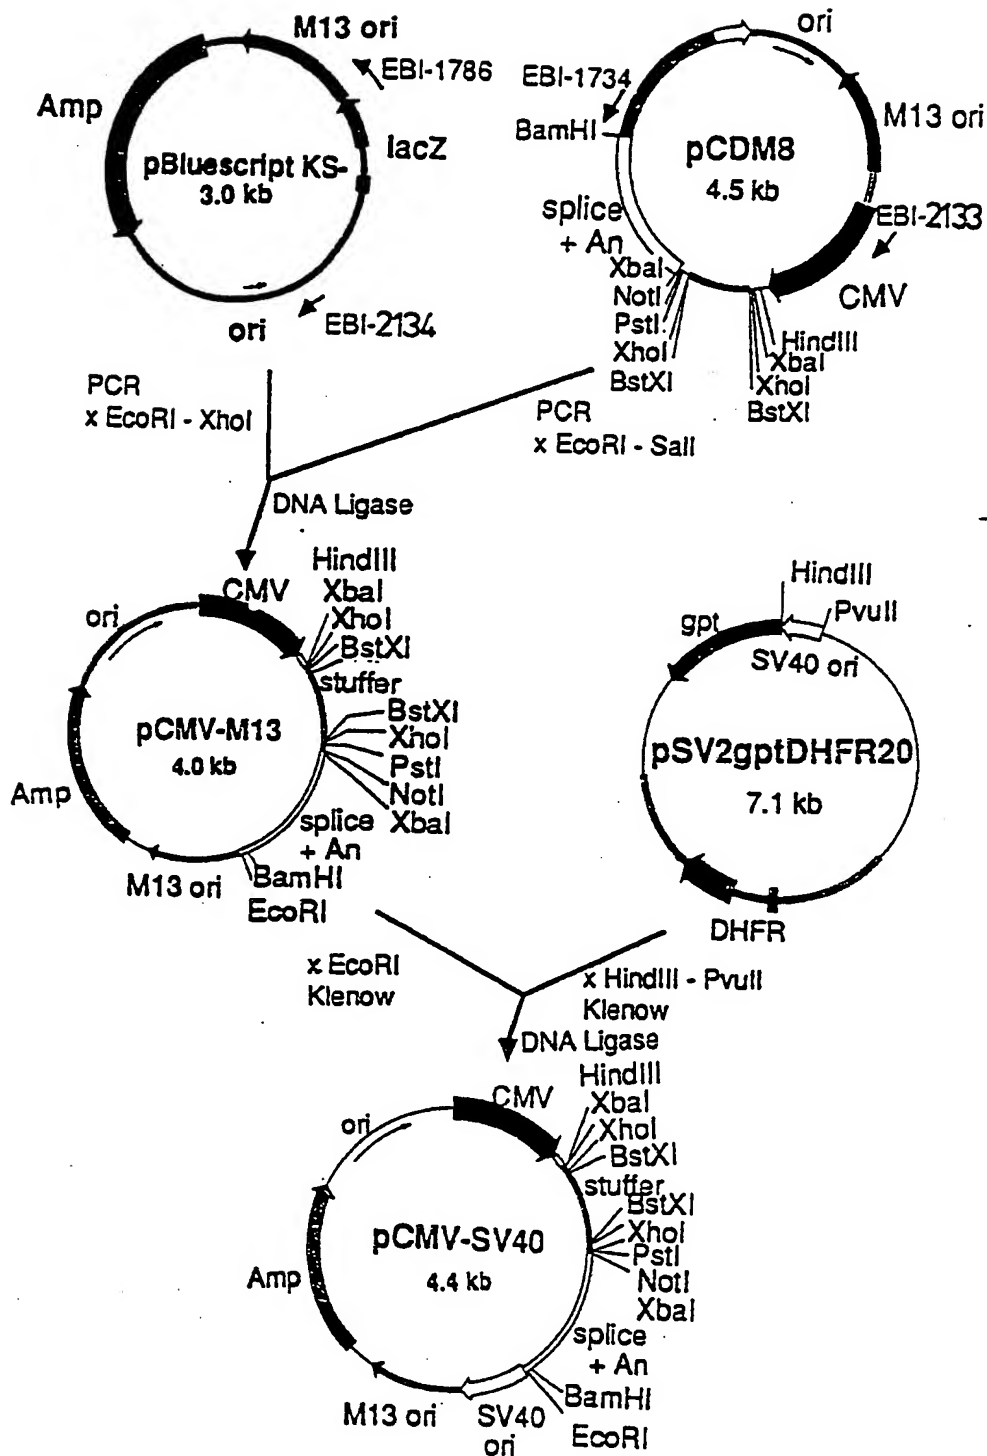 M13 ori
EBI-1786
Amp
lacZ
pBluescript KS-
3.0 kb
ori
EBI-2134
ori
EBI-1734
BamHI
M13 ori
pCDM8
4.5 kb
splice
+ An
EBI-2133
XbaI
NotI
PstI
XhoI
BstXI
CMV
HindIII
XbaI
XhoI
BstXI
PCR
x EcoRI - XhoI
PCR
x EcoRI - SalI
DNA Ligase
HindIII
CMV
XbaI
XhoI
BstXI
stuffer
ori
BstXI
XhoI
PstI
NotI
XbaI
pCMV-M13
4.0 kb
Amp
splice
+ An
M13 ori
BamHI
EcoRI
HindIII
PvuII
gpt
SV40 ori
pSV2gptDHFR20
7.1 kb
DHFR
x EcoRI
Klenow
x HindIII - PvuII
Klenow
DNA Ligase
HindIII
CMV
XbaI
XhoI
BstXI
stuffer
ori
BstXI
XhoI
PstI
NotI
XbaI
pCMV-SV40
4.4 kb
Amp
splice
+ An
BamHI
M13 ori
SV40
ori
EcoRI